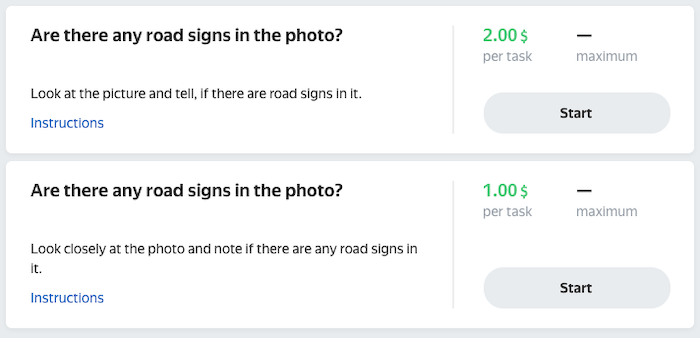 Are there any road signs in the photo?
2.00 $
—
per task
maximum
Look at the picture and tell, if there are road signs in it.
Start
Instructions
Are there any road signs in the photo?
1.00 $
—
per task
maximum
Look closely at the photo and note if there are any road signs in
it.
Start
Instructions